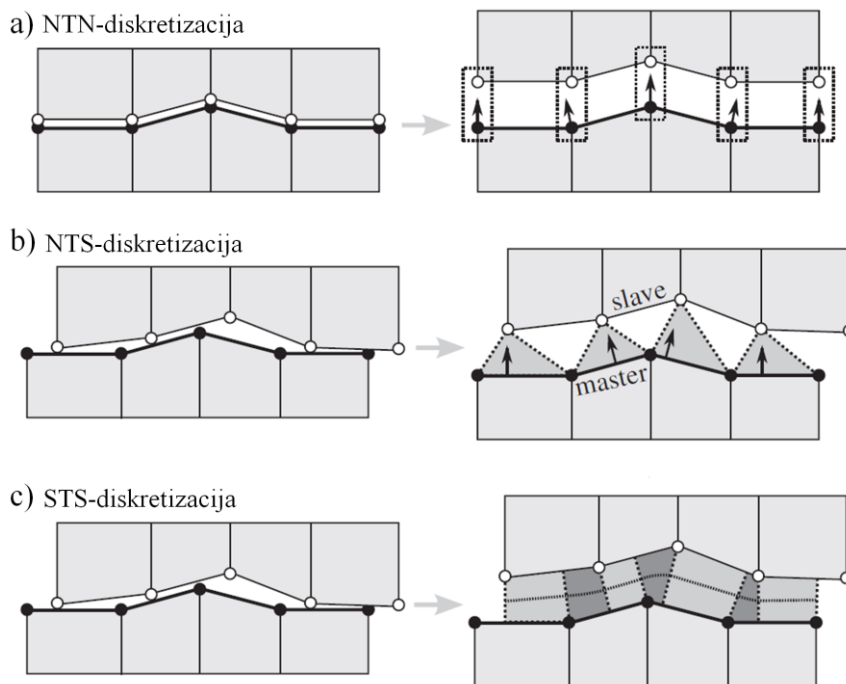 a) NTN-diskretizacija
b) NTS-diskretizacija
slave
master
c) STS-diskretizacija